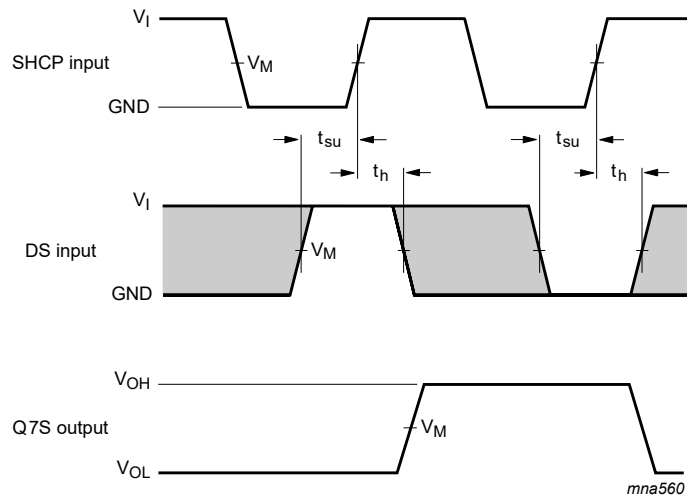 V_I
SHCP input
V_M
GND
t_su
t_su
t_h
t_h
V_I
DS input
V_M
GND
V_OH
Q7S output
V_M
V_OL
mna560